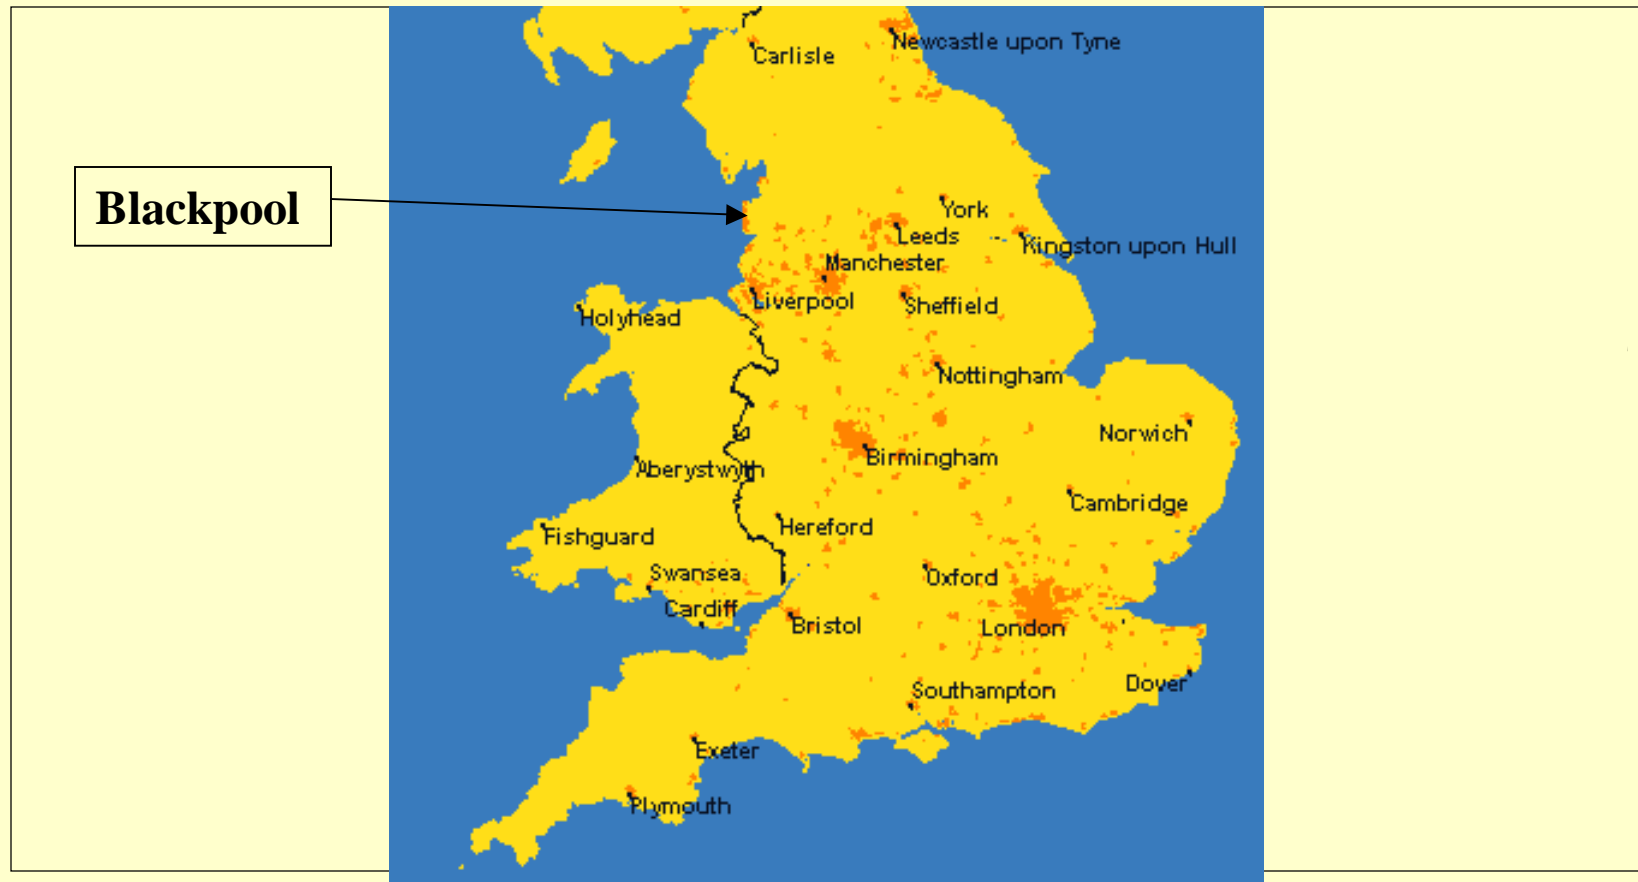 Newcastle upon Tyne
Carlisle
Blackpool
York
Leeds
Kingston upon Hull
Manchester
Liverpool
Sheffield
Holyhead
Nottingham
Norwich
Birmingham
Aberystwyth
Cambridge
Hereford
Fishguard
Swansea
Oxford
Cardiff
Bristol
London
Dover
Southampton
Exeter
Plymouth